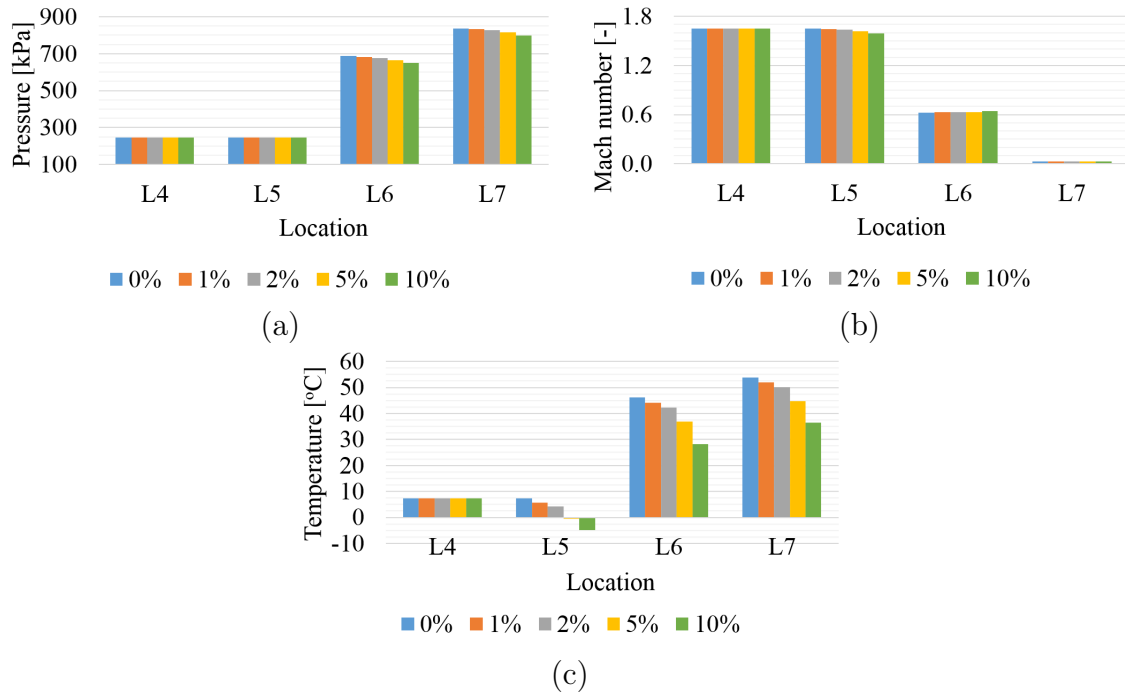 Pressure [kPa]
900
700
500
300
100
L4 L5 L6 L7
Location
0% 1% 2% 5% 10%
(a)
Mach number [-]
1.8
1.2
0.6
0.0
L4 L5 L6 L7
Location
0% 1% 2% 5% 10%
(b)
Temperature [°C]
60
50
40
30
20
10
0
-10
L4 L5 L6 L7
Location
0% 1% 2% 5% 10%
(c)